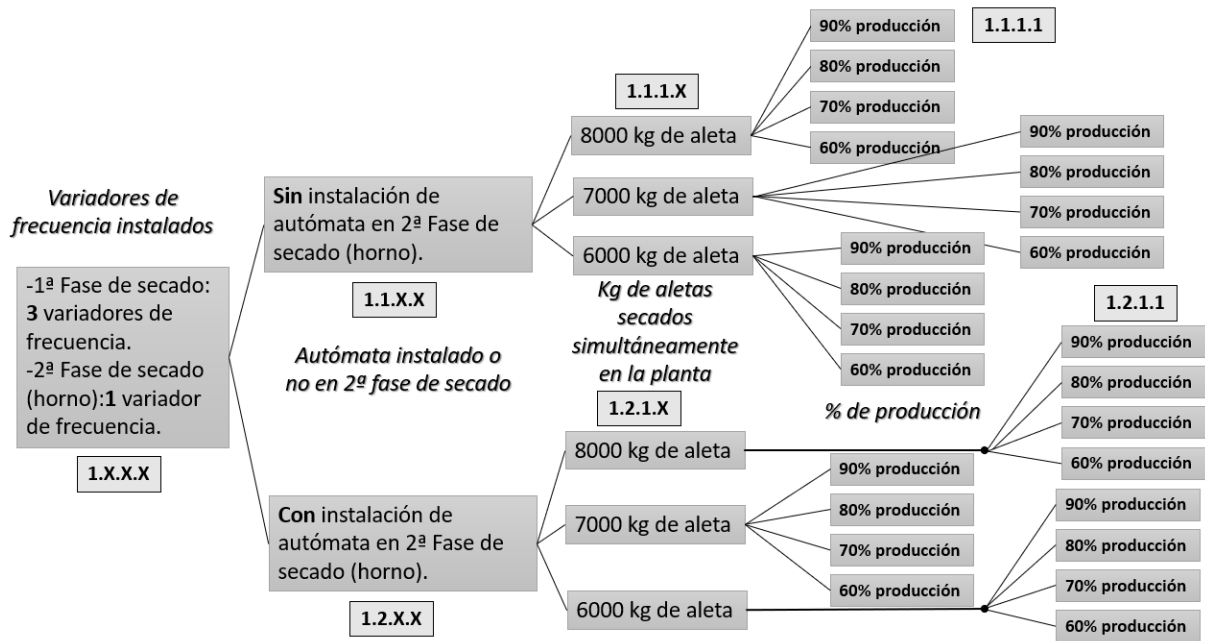 Variadores de
frecuencia instalados
-1ª Fase de secado:
3 variadores de
frecuencia.
-2ª Fase de secado
(horno):1 variador
de frecuencia.
1.X.X.X
Sin instalación de
autómata en 2ª Fase de
secado (horno).
1.1.X.X
Autómata instalado o
no en 2ª fase de secado
Con instalación de
autómata en 2ª Fase de
secado (horno).
1.2.X.X
1.1.1.X
8000 kg de aleta
7000 kg de aleta
6000 kg de aleta
Kg de aletas
secados
simultáneamente
en la planta
1.2.1.X
8000 kg de aleta
7000 kg de aleta
6000 kg de aleta
90% producción
80% producción
70% producción
60% producción
1.1.1.1
90% producción
80% producción
70% producción
60% producción
90% producción
80% producción
70% producción
60% producción
% de producción
1.2.1.1
90% producción
80% producción
70% producción
60% producción
90% producción
80% producción
70% producción
60% producción
90% producción
80% producción
70% producción
60% producción